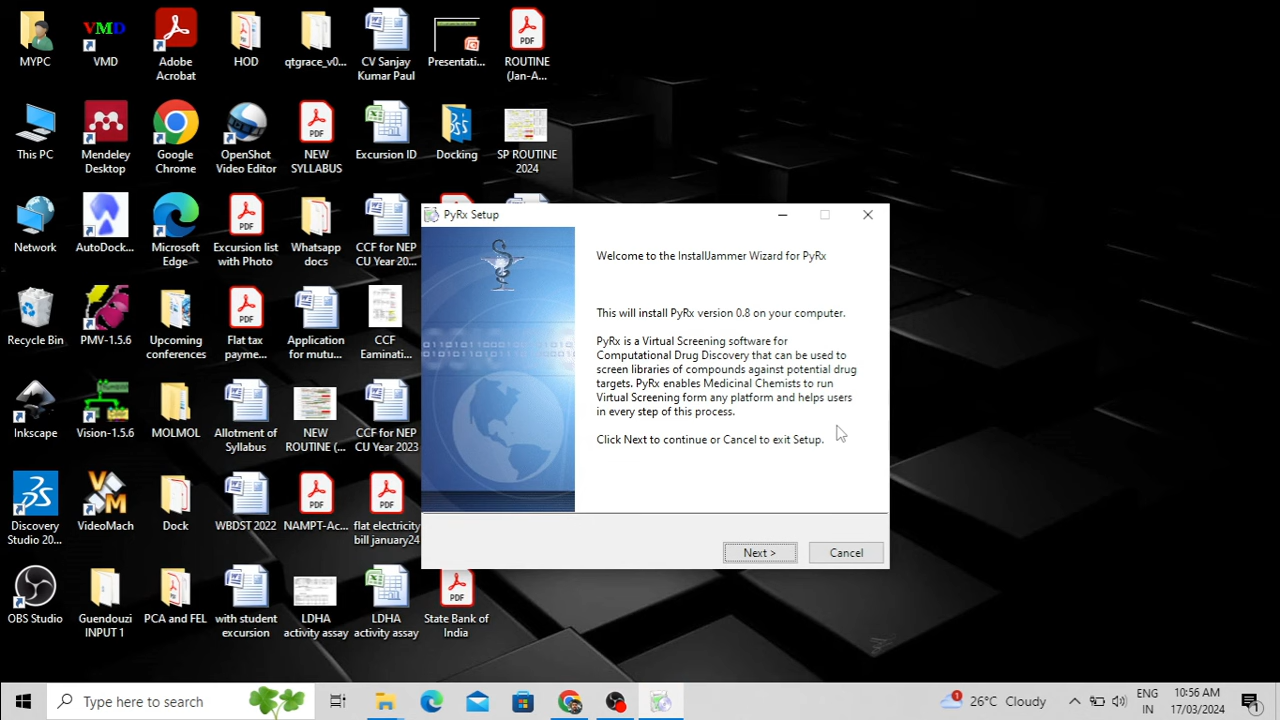 MYPC
VMD
VMD
Adobe
Acrobat
HOD
qtgrace_v0...
CV Sanjay
Kumar Paul
Presentati...
ROUTINE
(Jan-A...
PDF
This PC
Mendeley
Desktop
Google
Chrome
OpenShot
Video Editor
PDF
NEW
SYLLABUS
Excursion ID
Docking
SP ROUTINE
2024
Network
AutoDock...
Microsoft
Edge
PDF
Excursion list
with Photo
Whatsapp
docs
CCF for NEP
CU Year 20...
Recycle Bin
PMV-1.5.6
Upcoming
conferences
PDF
Flat tax
payme...
Application
for mutu...
CCF
Eaminati...
Inkscape
Vision-1.5.6
MOLMOL
Allotment of
Syllabus
NEW
ROUTINE (...
CCF for NEP
CU Year 2023
Discovery
Studio 20...
VideoMach
Dock
WBDST 2022
PDF
NAMPT-Ac...
PDF
flat electricity
bill january24
OBS Studio
Guendouzi
INPUT 1
PCA and FEL
with student
excursion
LDHA
activity assay
LDHA
activity assay
PDF
State Bank of
India
PyRx Setup
Welcome to the InstallJammer Wizard for PyRx
This will install PyRx version 0.8 on your computer.
PyRx is a Virtual Screening software for
Computational Drug Discovery that can be used to
screen libraries of compounds against potential drug
targets. PyRx enables Medicinal Chemists to run
Virtual Screening form any platform and helps users
in every step of this process.
Click Next to continue or Cancel to exit Setup.
Next >
Cancel
Type here to search
1
26°C Cloudy
ENG
IN
10:56 AM
17/03/2024
1